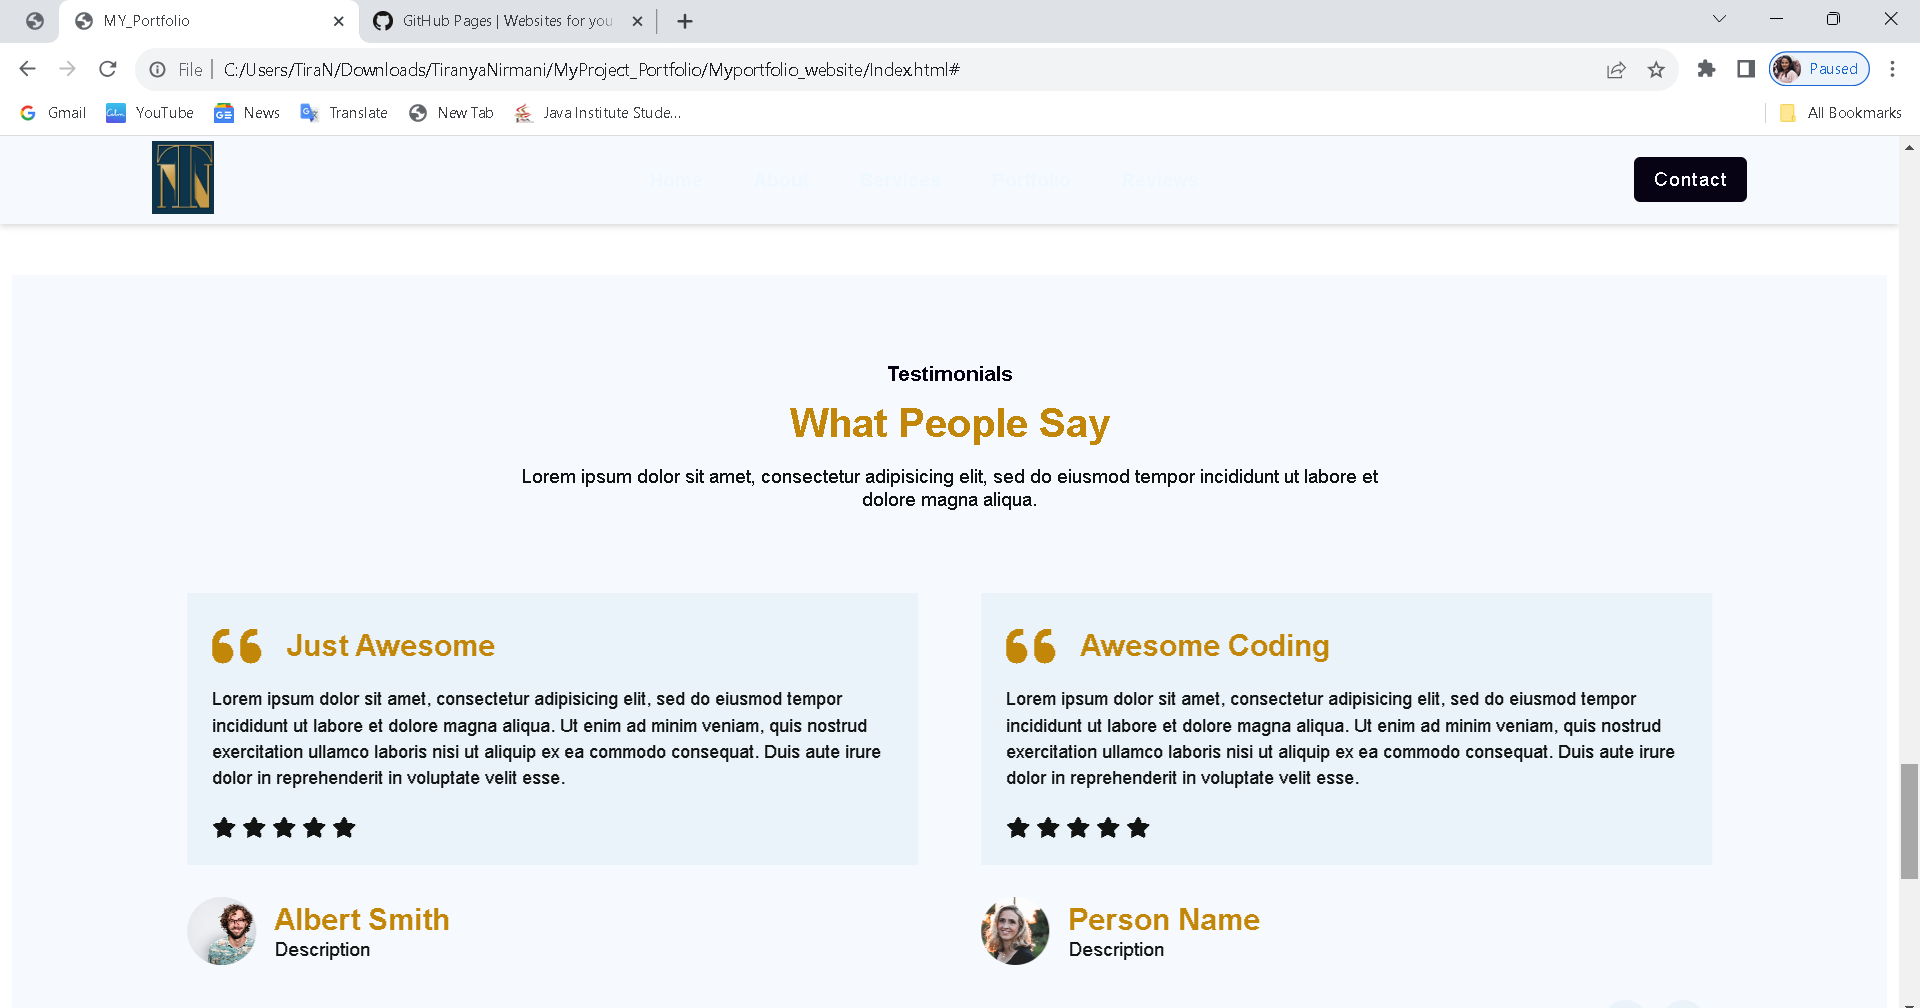 MY_Portfolio
GitHub Pages | Websites for you
File | C:/Users/TiraN/Downloads/TiranyaNirmani/MyProject_Portfolio/Myportfolio_website/Index.html#
Paused
Gmail
YouTube
News
Translate
New Tab
Java Institute Stude...
All Bookmarks
TN
Home
About
Services
Portfolio
Reviews
Contact
Testimonials
What People Say
Lorem ipsum dolor sit amet, consectetur adipisicing elit, sed do eiusmod tempor incididunt ut labore et
dolore magna aliqua.
Just Awesome
Lorem ipsum dolor sit amet, consectetur adipisicing elit, sed do eiusmod tempor
incididunt ut labore et dolore magna aliqua. Ut enim ad minim veniam, quis nostrud
exercitation ullamco laboris nisi ut aliquip ex ea commodo consequat. Duis aute irure
dolor in reprehenderit in voluptate velit esse.
Albert Smith
Description
Awesome Coding
Lorem ipsum dolor sit amet, consectetur adipisicing elit, sed do eiusmod tempor
incididunt ut labore et dolore magna aliqua. Ut enim ad minim veniam, quis nostrud
exercitation ullamco laboris nisi ut aliquip ex ea commodo consequat. Duis aute irure
dolor in reprehenderit in voluptate velit esse.
Person Name
Description